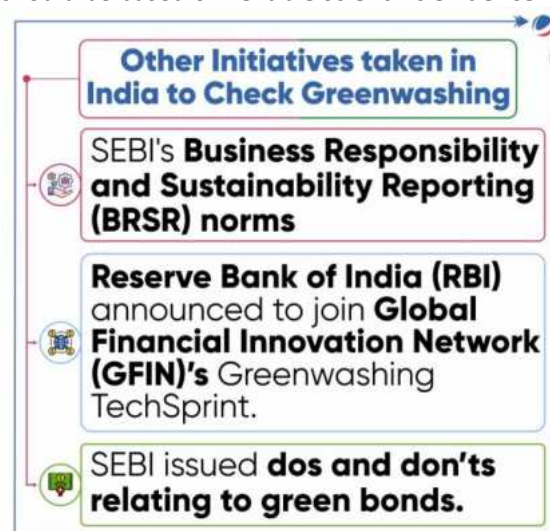 Other Initiatives taken in
India to Check Greenwashing
SEBI's Business Responsibility
and Sustainability Reporting
(BRSR) norms
Reserve Bank of India (RBI)
announced to join Global
Financial Innovation Network
(GFIN)'s Greenwashing
TechSprint.
SEBI issued dos and don'ts
relating to green bonds.